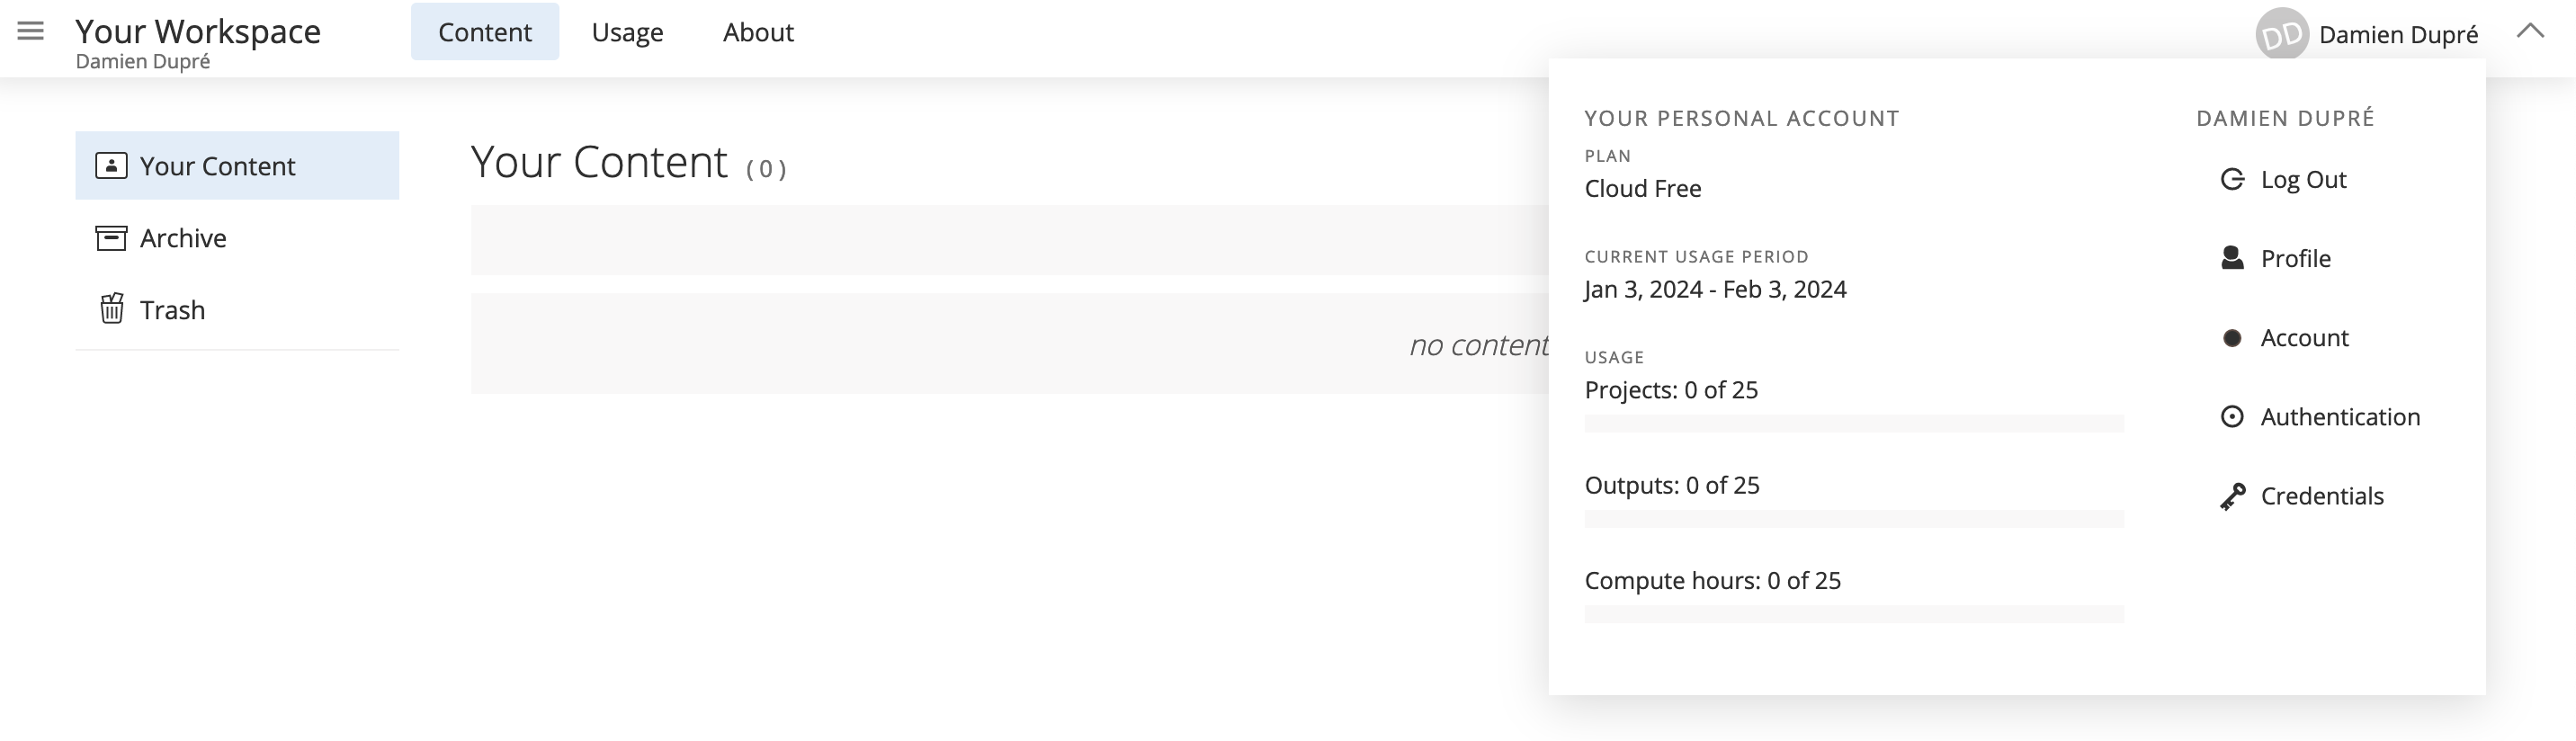 Your Workspace
Damien Dupré
Content
Usage
About
DD
Damien Dupré
Your Content
Archive
Trash
Your Content (0)
no content
YOUR PERSONAL ACCOUNT
PLAN
Cloud Free
CURRENT USAGE PERIOD
Jan 3, 2024 - Feb 3, 2024
USAGE
Projects: 0 of 25
Outputs: 0 of 25
Compute hours: 0 of 25
DAMIEN DUPRÉ
Log Out
Profile
Account
Authentication
Credentials